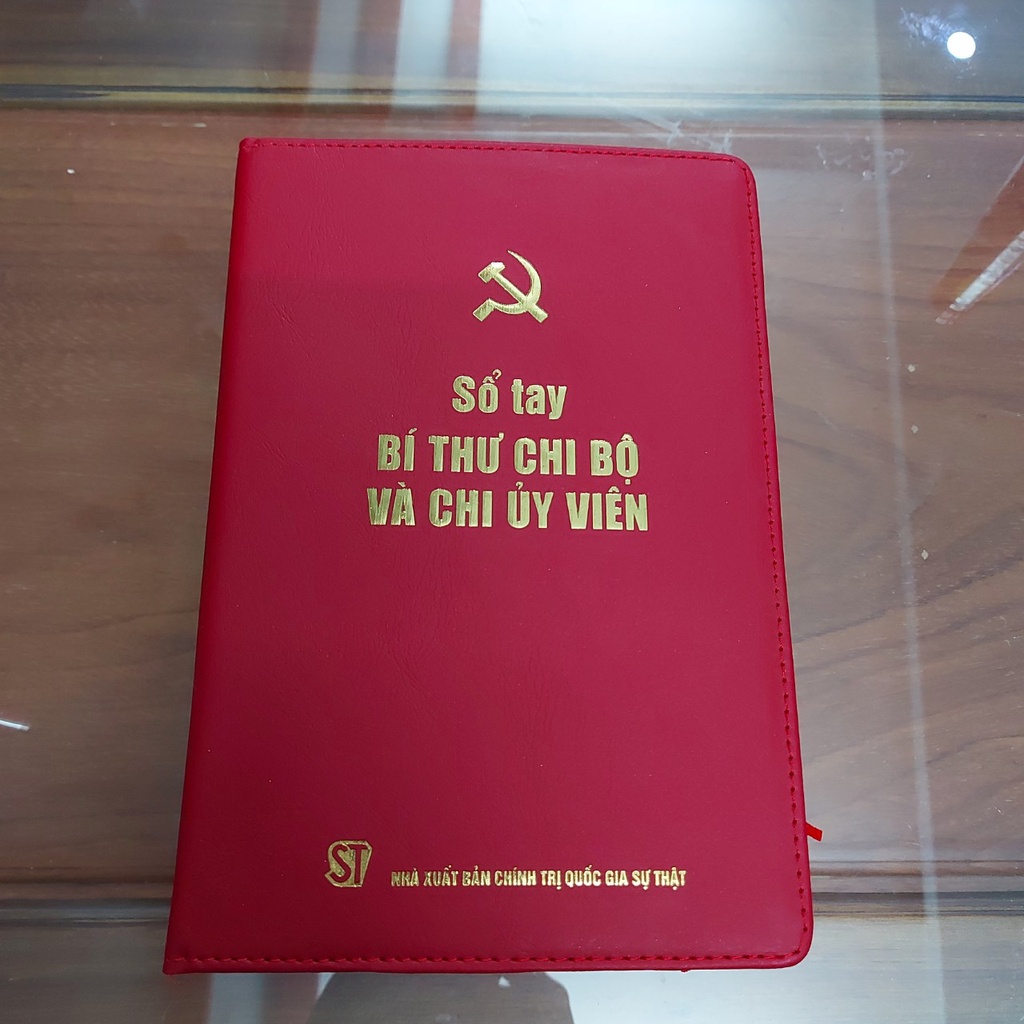 Sổ tay
BÍ THƯ CHI BỘ
VÀ CHI ỦY VIÊN
ST
NHÀ XUẤT BẢN CHÍNH TRỊ QUỐC GIA SỰ THẬT